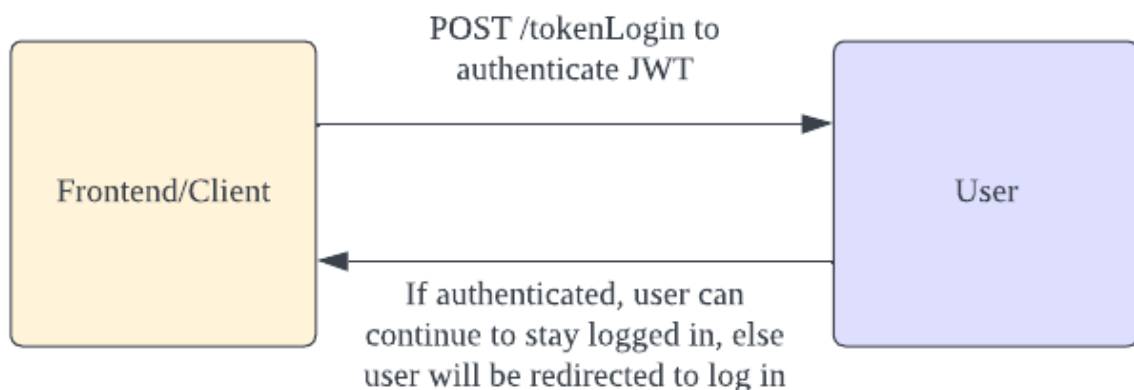 POST /tokenLogin to
authenticate JWT
Frontend/Client
User
If authenticated, user can
continue to stay logged in, else
user will be redirected to log in